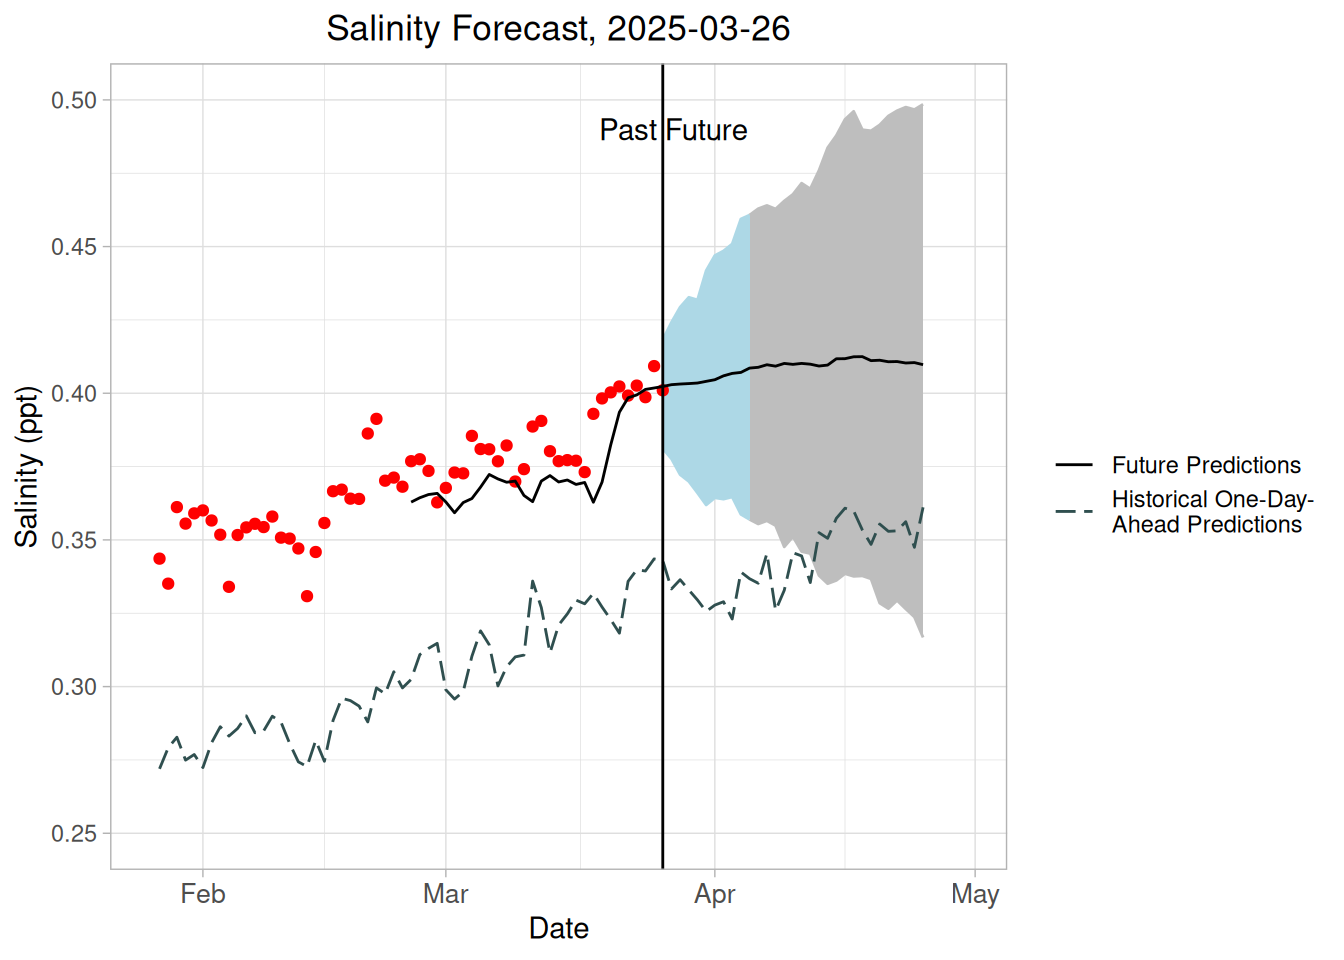 Salinity Forecast, 2025-03-26
Past Future
0.50
0.45
0.40
0.35
0.30
0.25
Salinity (ppt)
Feb Mar Apr May
Date
Future Predictions
Historical One-Day-
Ahead Predictions